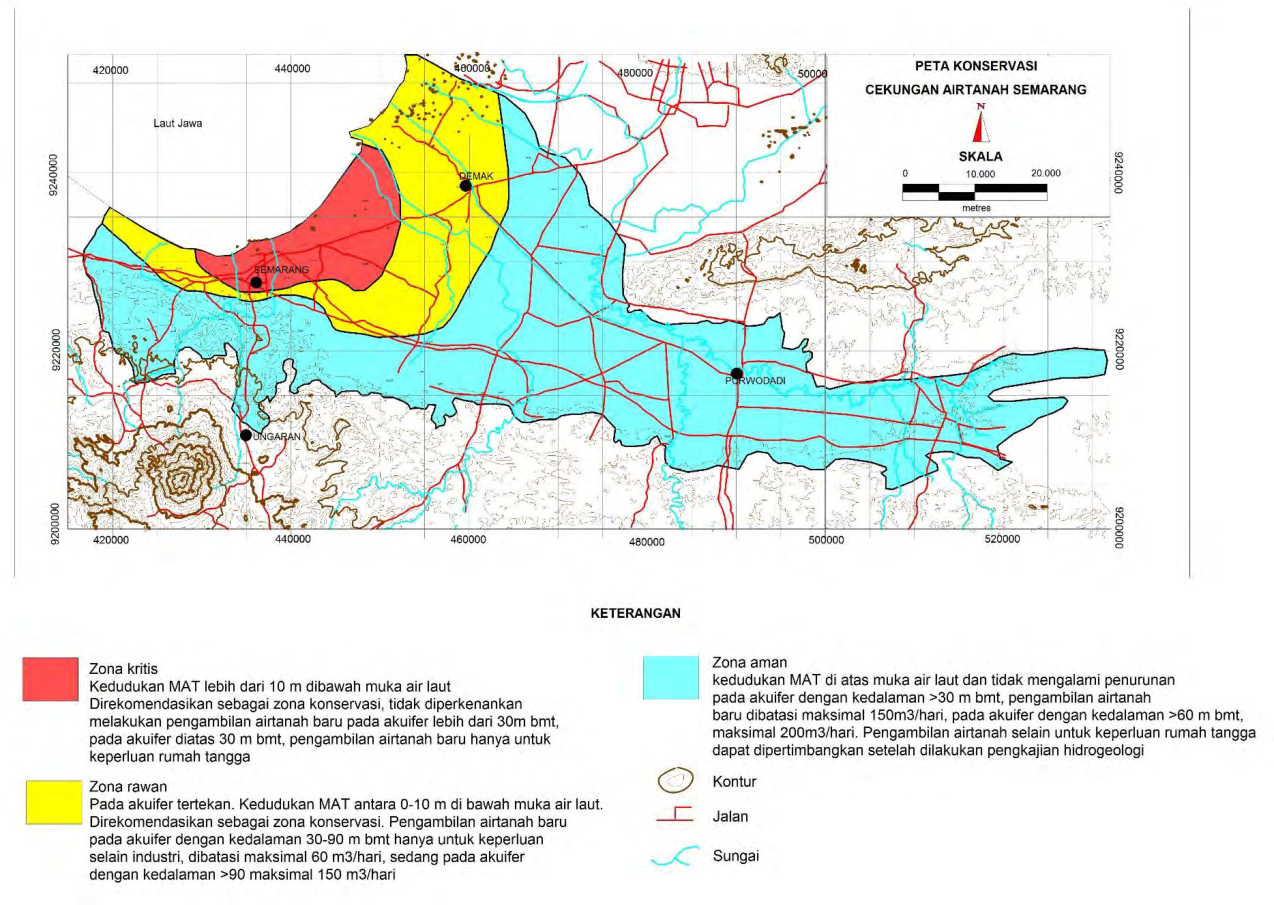 PETA KONSERVASI
CEKUNGAN AIRTANAH SEMARANG
N
SKALA
0 10.000 20.000
metres
420000 440000 460000 480000 50000
Laut Jawa
9240000
9240000
DEMAK
SEMARANG
9220000
9220000
PURWODADI
UNGARAN
9200000
9200000
420000 440000 460000 480000 500000 520000
KETERANGAN
Zona kritis
Kedudukan MAT lebih dari 10 m dibawah muka air laut
Direkomendasikan sebagai zona konservasi, tidak diperkenankan
melakukan pengambilan airtanah baru pada akuifer lebih dari 30m bmt,
pada akuifer diatas 30 m bmt, pengambilan airtanah baru hanya untuk
keperluan rumah tangga
Zona rawan
Pada akuifer tertekan. Kedudukan MAT antara 0-10 m di bawah muka air laut.
Direkomendasikan sebagai zona konservasi. Pengambilan airtanah baru
pada akuifer dengan kedalaman 30-90 m bmt hanya untuk keperluan
selain industri, dibatasi maksimal 60 m3/hari, sedang pada akuifer
dengan kedalaman >90 maksimal 150 m3/hari
Zona aman
kedudukan MAT di atas muka air laut dan tidak mengalami penurunan
pada akuifer dengan kedalaman >30 m bmt, pengambilan airtanah
baru dibatasi maksimal 150m3/hari, pada akuifer dengan kedalaman >60 m bmt,
maksimal 200m3/hari. Pengambilan airtanah selain untuk keperluan rumah tangga
dapat dipertimbangkan setelah dilakukan pengkajian hidrogeologi
Kontur
Jalan
Sungai